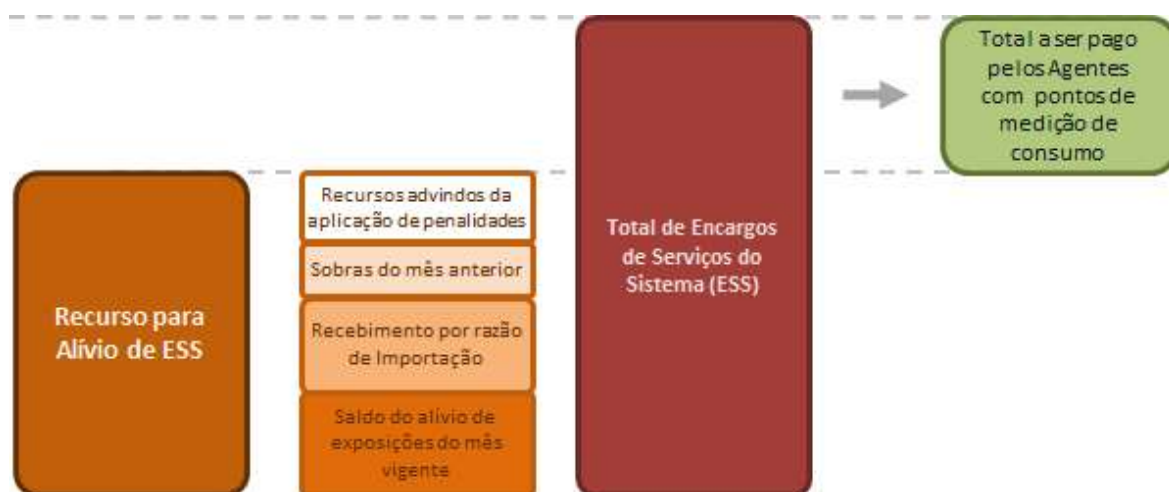 Recurso para
Alívio de ESS
Recursos advindos da
aplicação de penalidades
Sobras do mês anterior
Recebimento por razão
de Importação
Saldo do alívio de
exposições do mês
vigente
Total de Encargos
de Serviços do
Sistema (ESS)
Total a ser pago
pelos Agentes
com pontos de
medição de
consumo